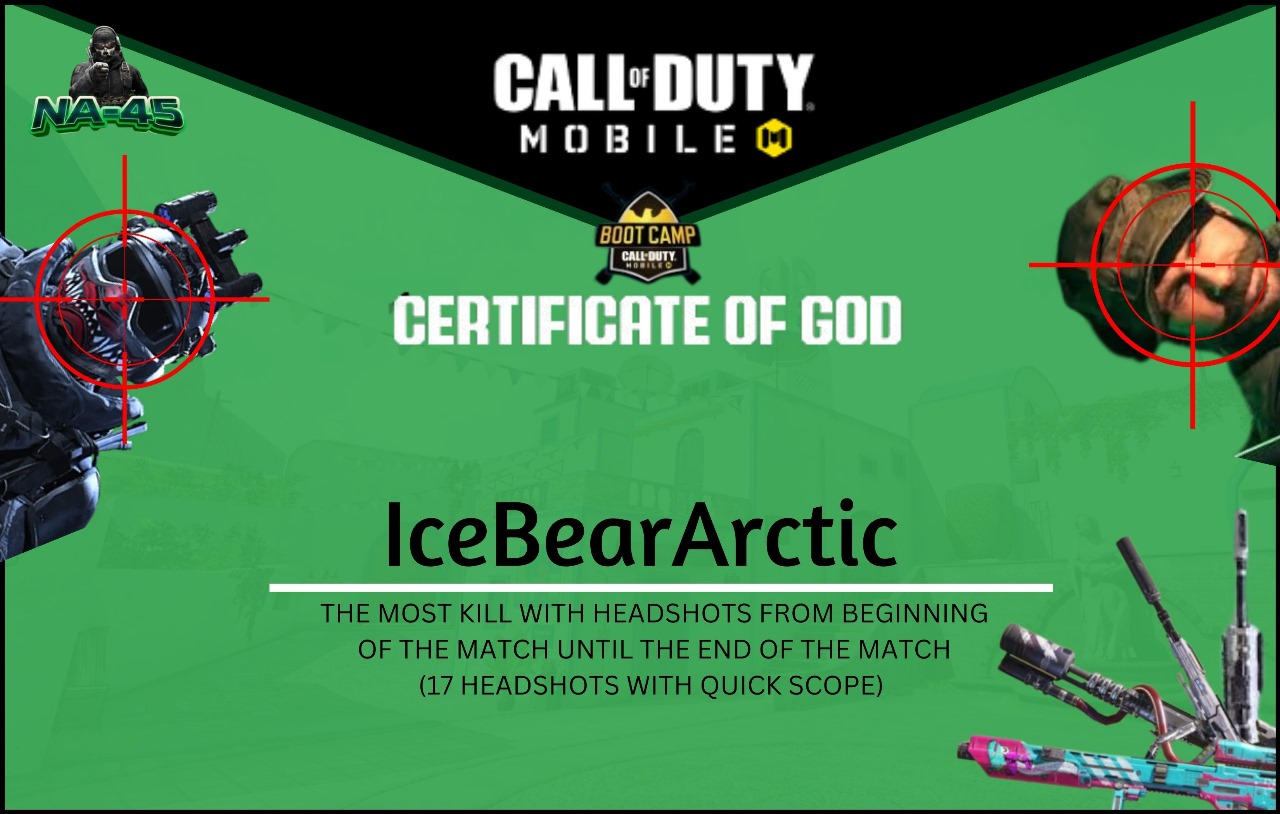 NA-45
CALL OF DUTY
MOBILE
BOOT CAMP
CALL OF DUTY
MOBILE
CERTIFICATE OF GOD
IceBearArctic
THE MOST KILL WITH HEADSHOTS FROM BEGINNING
OF THE MATCH UNTIL THE END OF THE MATCH
(17 HEADSHOTS WITH QUICK SCOPE)